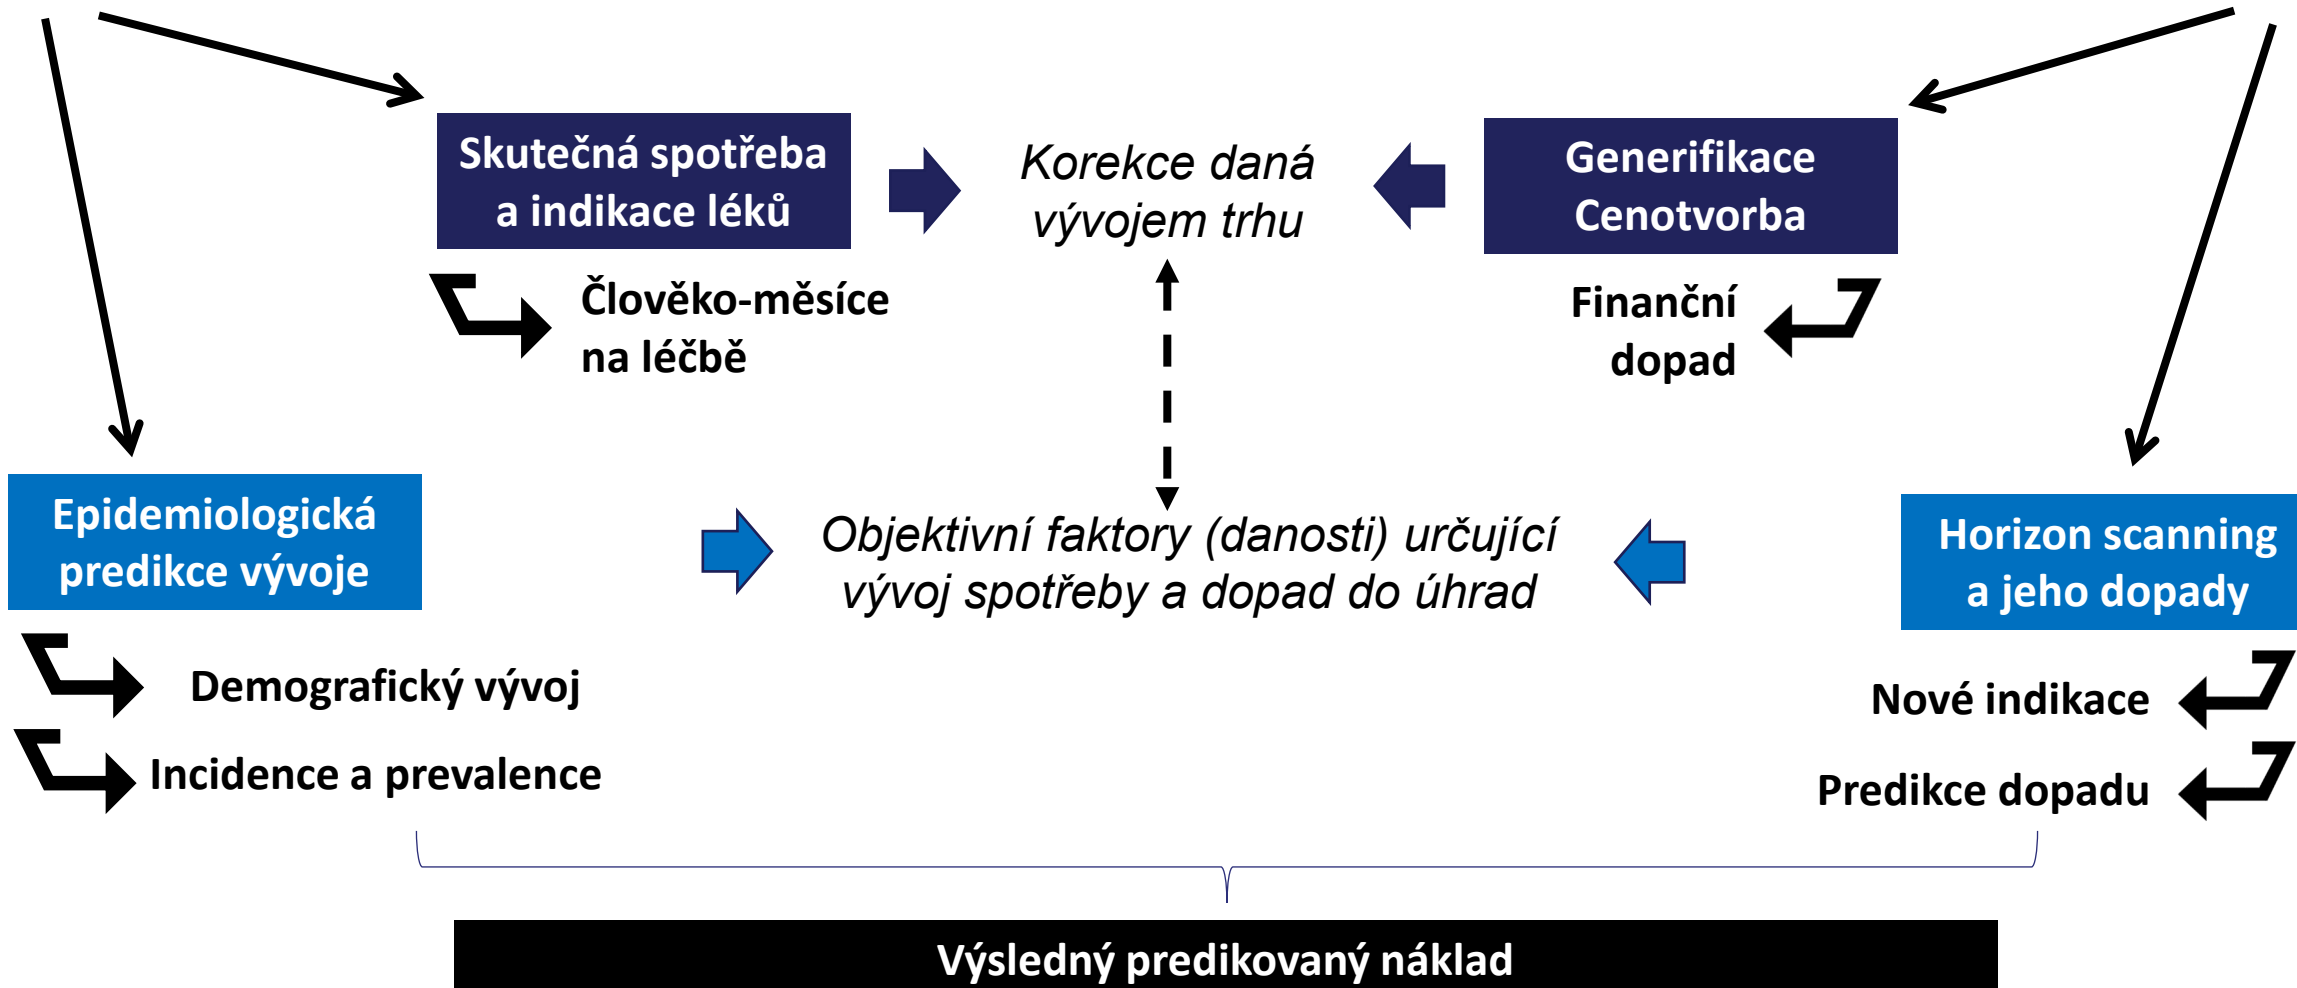 Skutečná spotřeba
a indikace léků
Korekce daná
vývojem trhu
Generifikace
Cenotvorba
Člověko-měsíce
na léčbě
Finanční
dopad
Epidemiologická
predikce vývoje
Objektivní faktory (danosti) určující
vývoj spotřeby a dopad do úhrad
Horizon scanning
a jeho dopady
Demografický vývoj
Incidence a prevalence
Nové indikace
Predikce dopadu
Výsledný predikovaný náklad